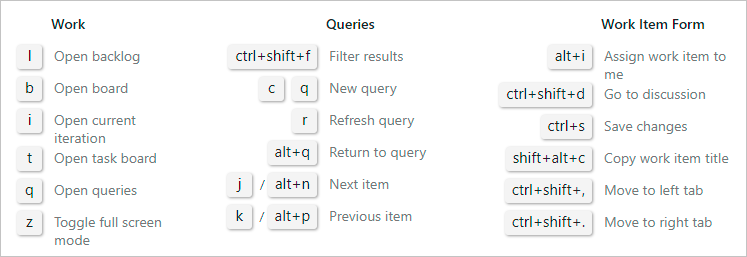 Work
l Open backlog
b Open board
i Open current
iteration
t Open task board
q Open queries
z Toggle full screen
mode
Queries
ctrl+shift+f Filter results
c q New query
r Refresh query
alt+q Return to query
j / alt+n Next item
k / alt+p Previous item
Work Item Form
alt+i Assign work item to
me
ctrl+shift+d Go to discussion
ctrl+s Save changes
shift+alt+c Copy work item title
ctrl+shift+, Move to left tab
ctrl+shift+. Move to right tab